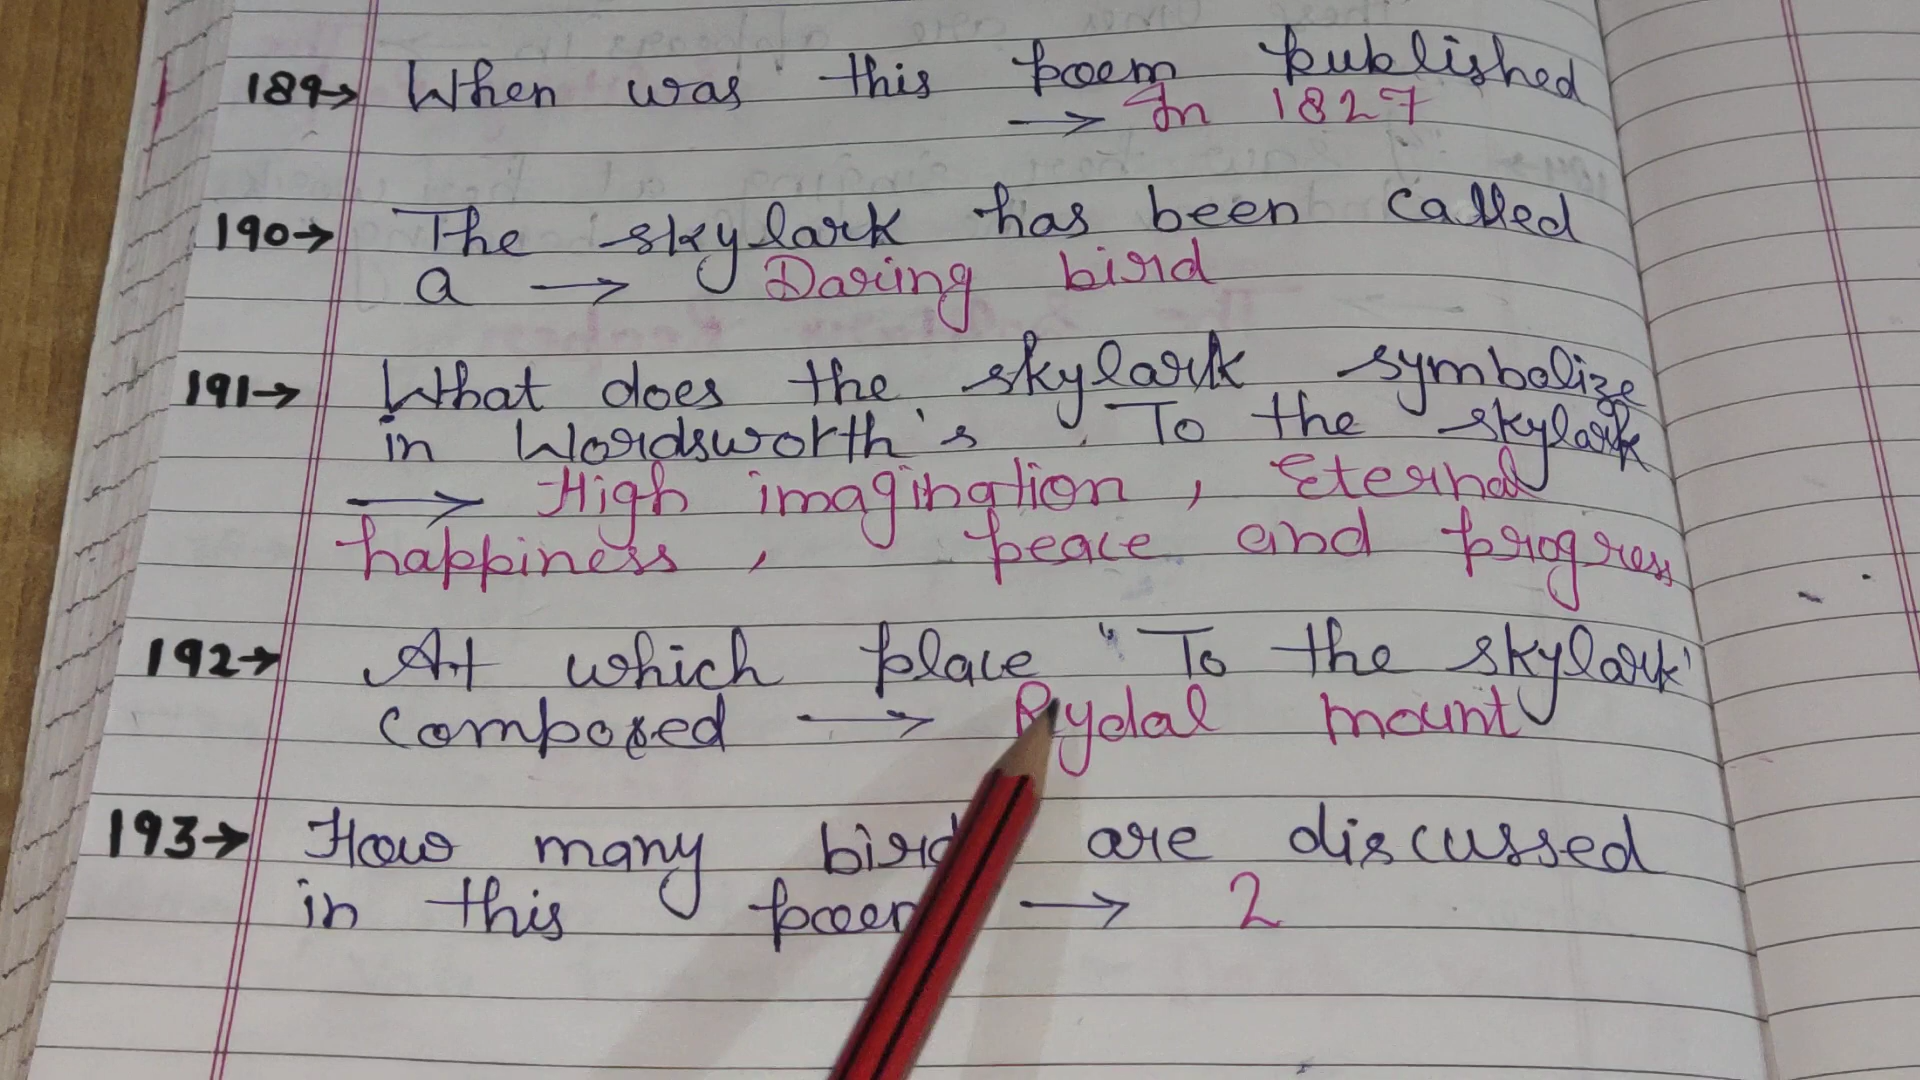 189→ When was this poem published
→ In 1827
190→ The skylark has been called
a → Daring bird
191→ What does the skylark symbolize
in Wordsworth's To the skylark
→ High imagination, Eternal
happiness, peace and progress
192→ At which place "To the skylark'
composed → Rydal mount
193→ How many bird are discussed
in this poem → 2